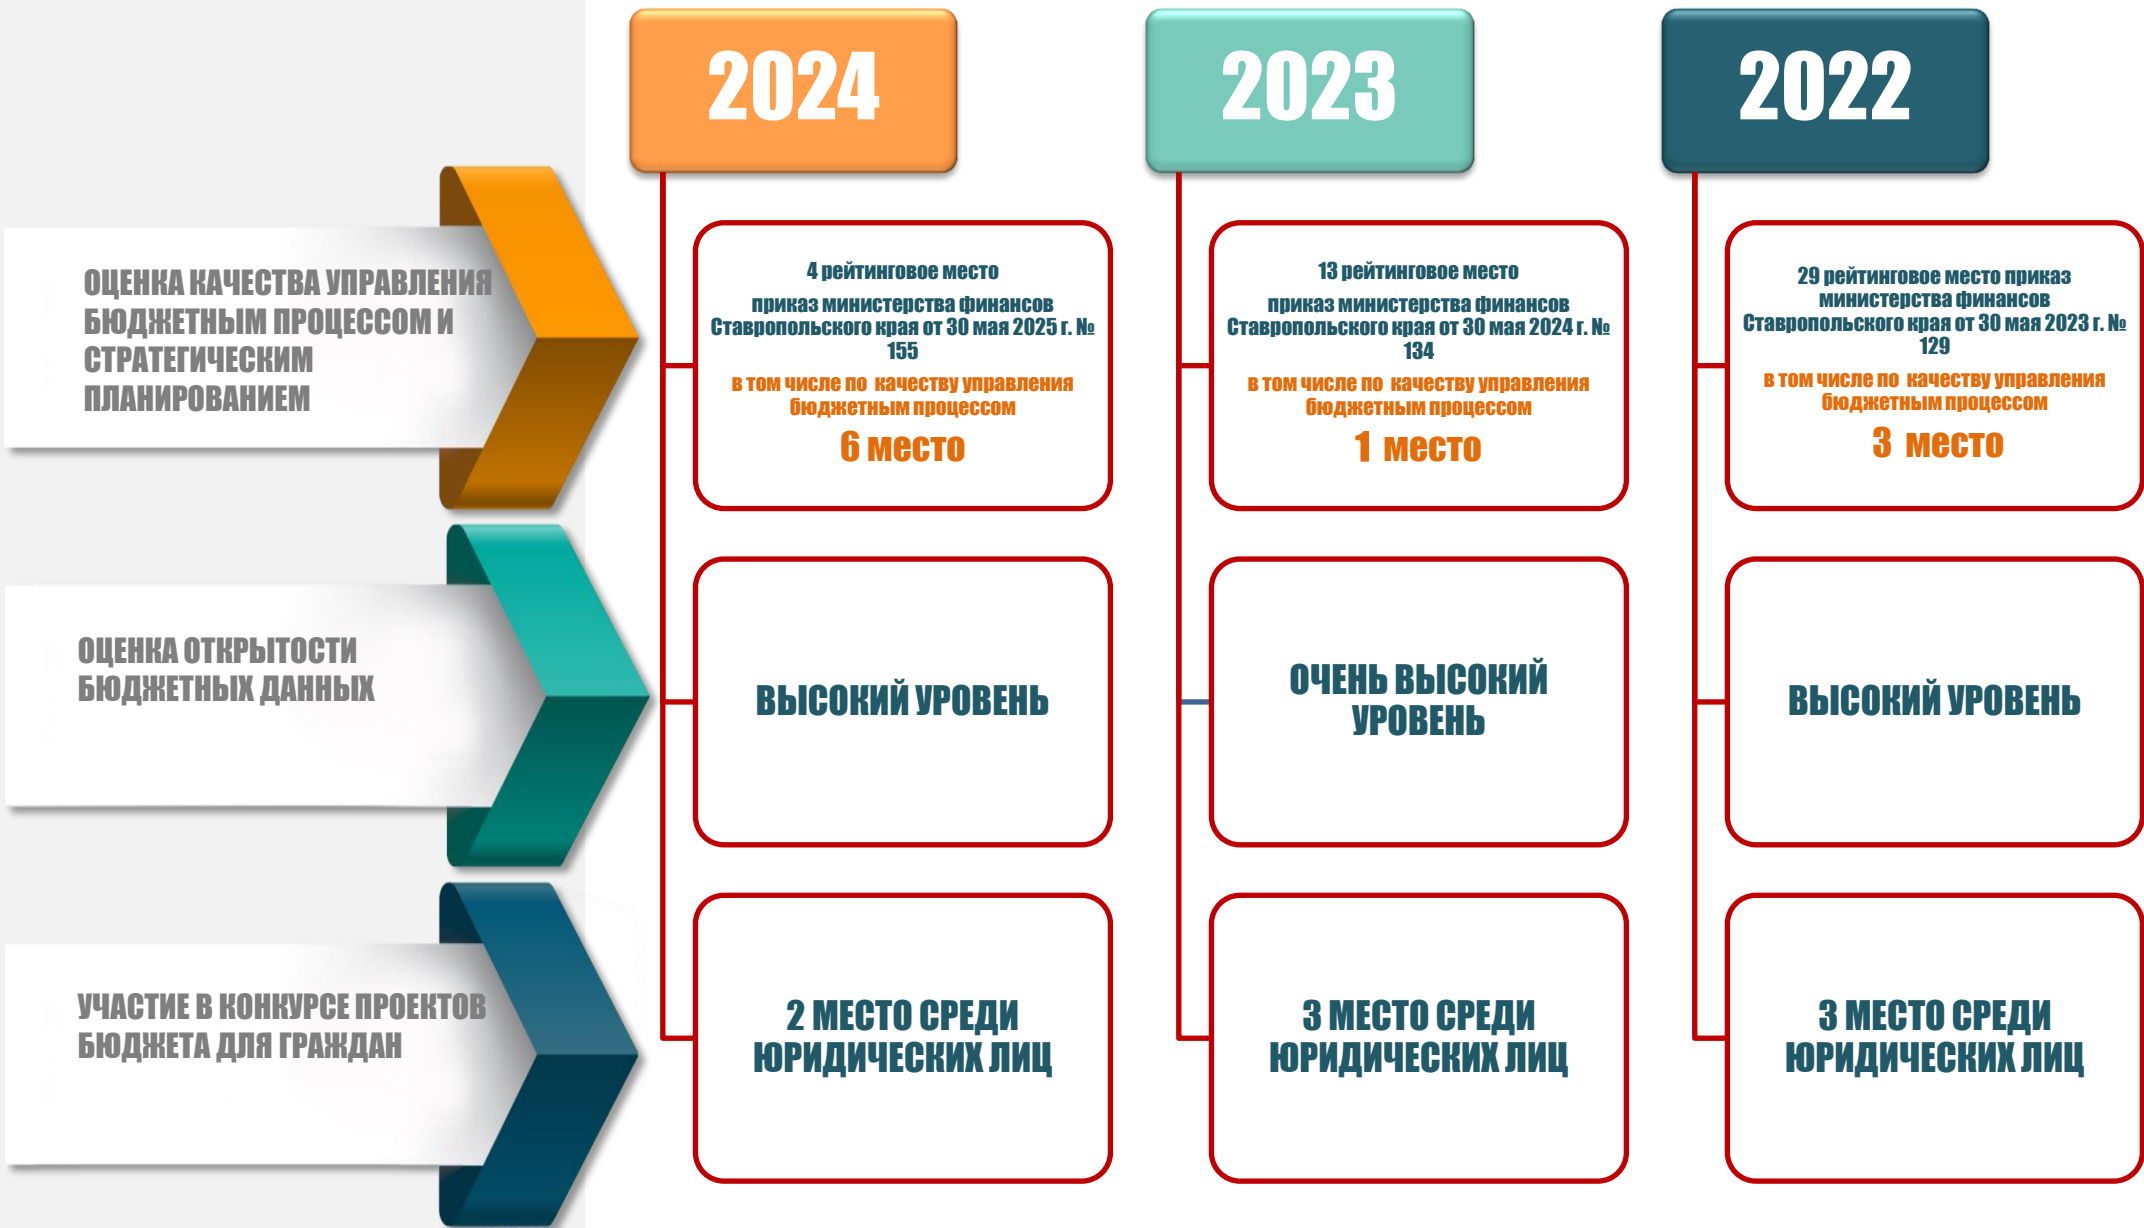 2024
2023
2022
ОЦЕНКА КАЧЕСТВА УПРАВЛЕНИЯ
БЮДЖЕТНЫМ ПРОЦЕССОМ И
СТРАТЕГИЧЕСКИМ
ПЛАНИРОВАНИЕМ
4 рейтинговое место
приказ министерства финансов
Ставропольского края от 30 мая 2025 г. №
155
в том числе по качеству управления
бюджетным процессом
6 место
13 рейтинговое место
приказ министерства финансов
Ставропольского края от 30 мая 2024 г. №
134
в том числе по качеству управления
бюджетным процессом
1 место
29 рейтинговое место приказ
министерства финансов
Ставропольского края от 30 мая 2023 г. №
129
в том числе по качеству управления
бюджетным процессом
3 место
ОЦЕНКА ОТКРЫТОСТИ
БЮДЖЕТНЫХ ДАННЫХ
ВЫСОКИЙ УРОВЕНЬ
ОЧЕНЬ ВЫСОКИЙ
УРОВЕНЬ
ВЫСОКИЙ УРОВЕНЬ
УЧАСТИЕ В КОНКУРСЕ ПРОЕКТОВ
БЮДЖЕТА ДЛЯ ГРАЖДАН
2 МЕСТО СРЕДИ
ЮРИДИЧЕСКИХ ЛИЦ
3 МЕСТО СРЕДИ
ЮРИДИЧЕСКИХ ЛИЦ
3 МЕСТО СРЕДИ
ЮРИДИЧЕСКИХ ЛИЦ